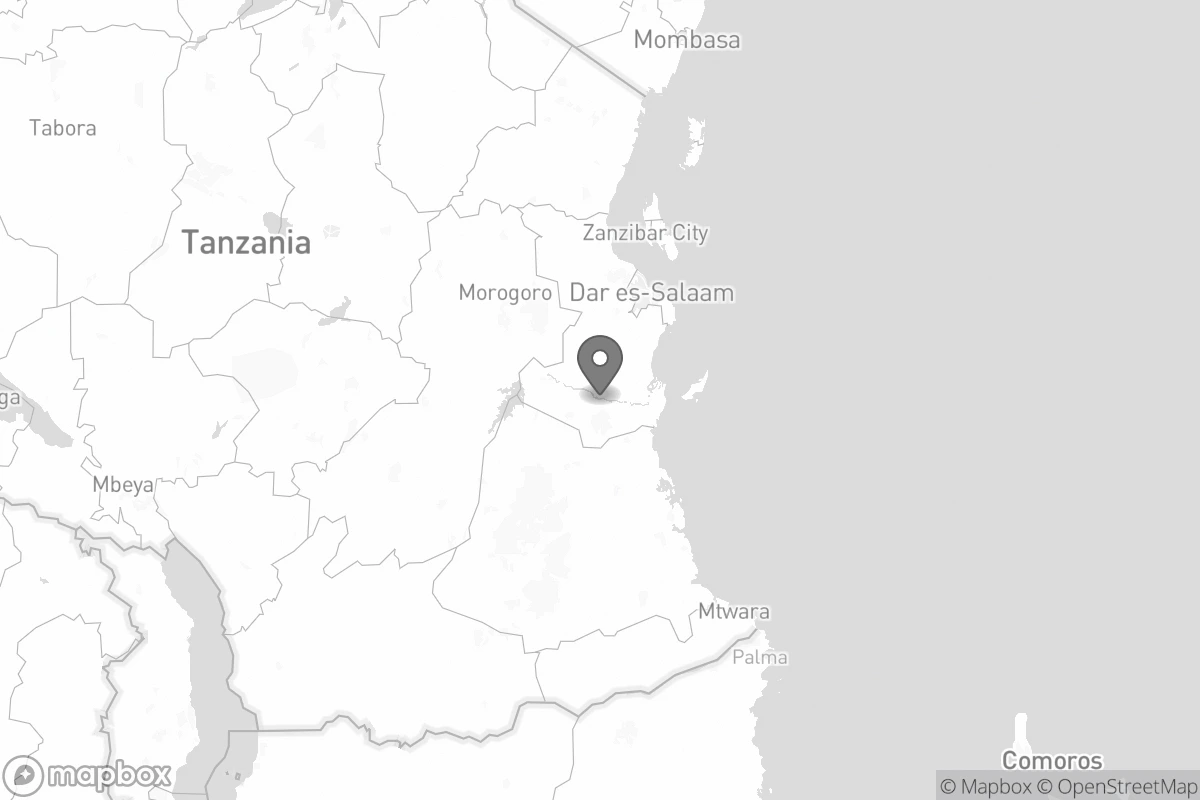 Mombasa
Tabora
Zanzibar City
Tanzania
Morogoro
Dar es-Salaam
ga
Mbeya
Mtwara
Palma
Comoros
mapbox
© Mapbox © OpenStreetMap